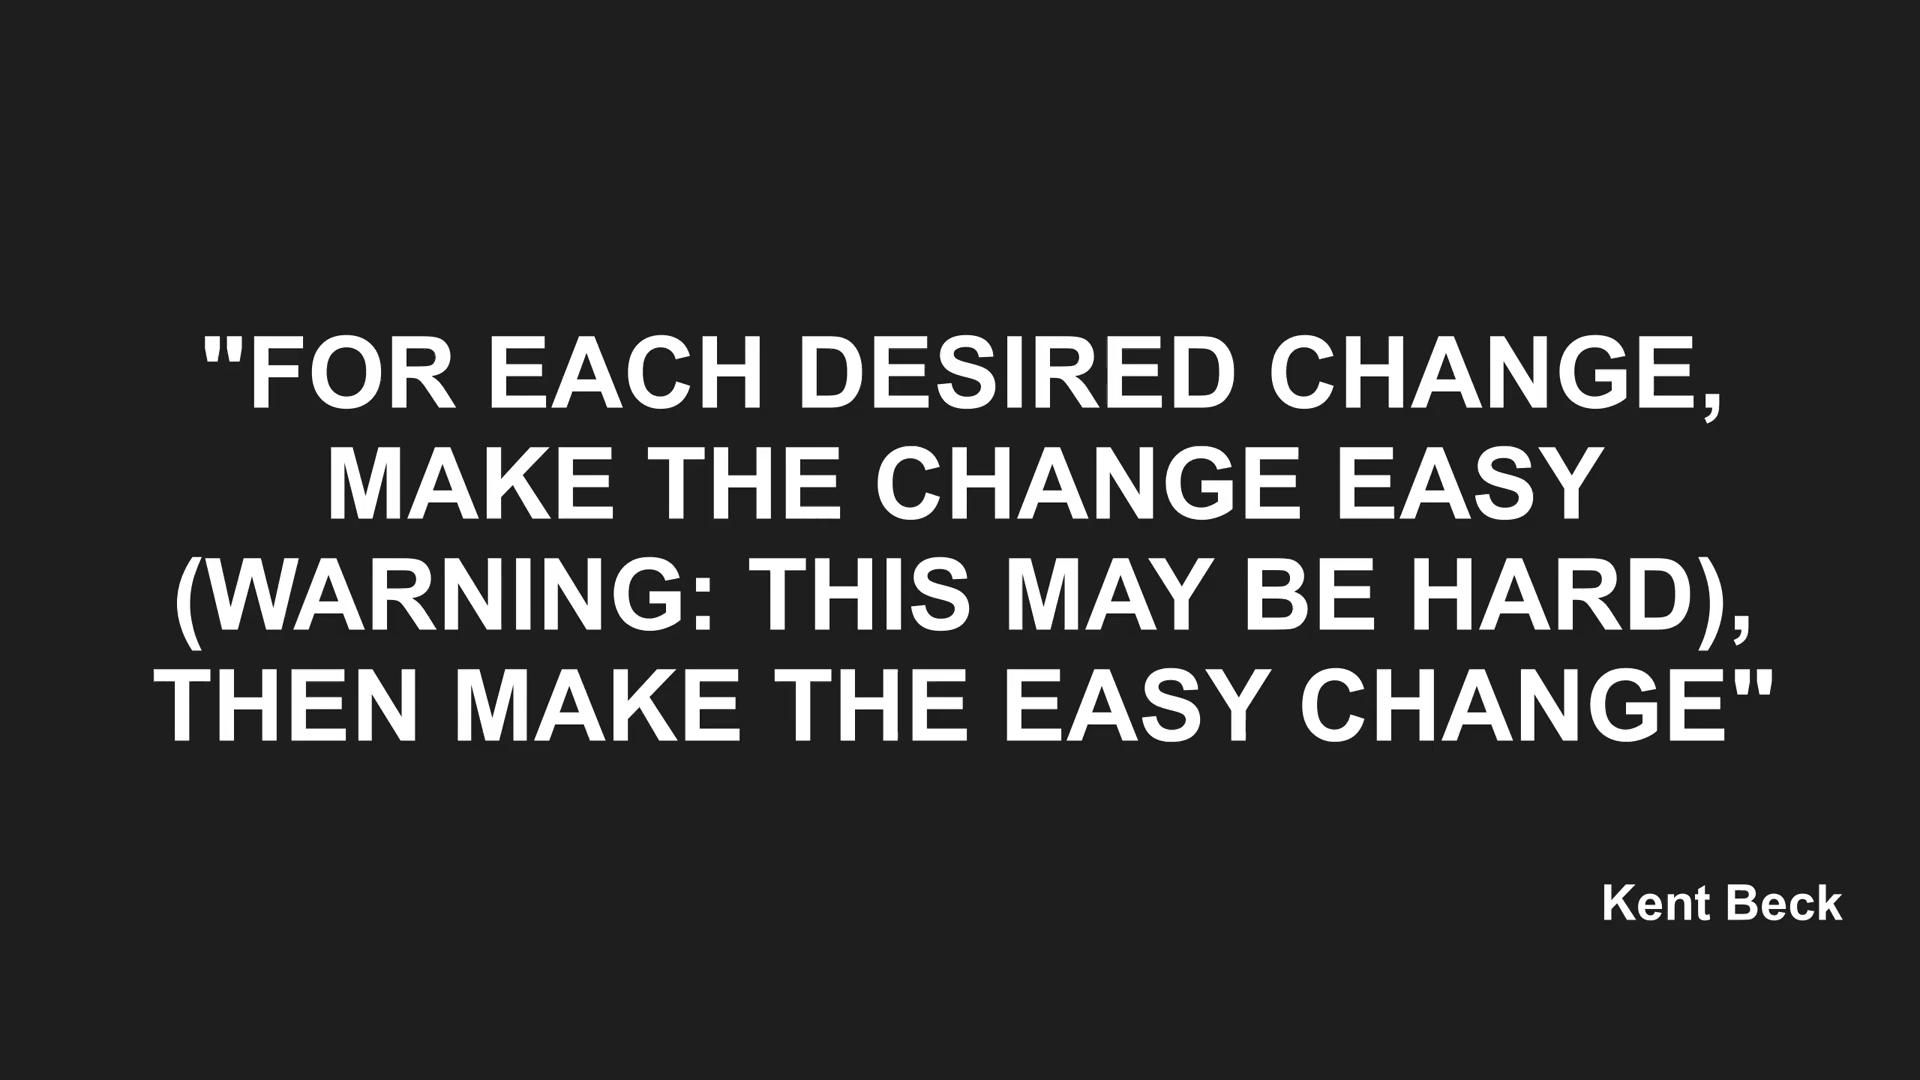 "FOR EACH DESIRED CHANGE,
MAKE THE CHANGE EASY
(WARNING: THIS MAY BE HARD),
THEN MAKE THE EASY CHANGE"
Kent Beck